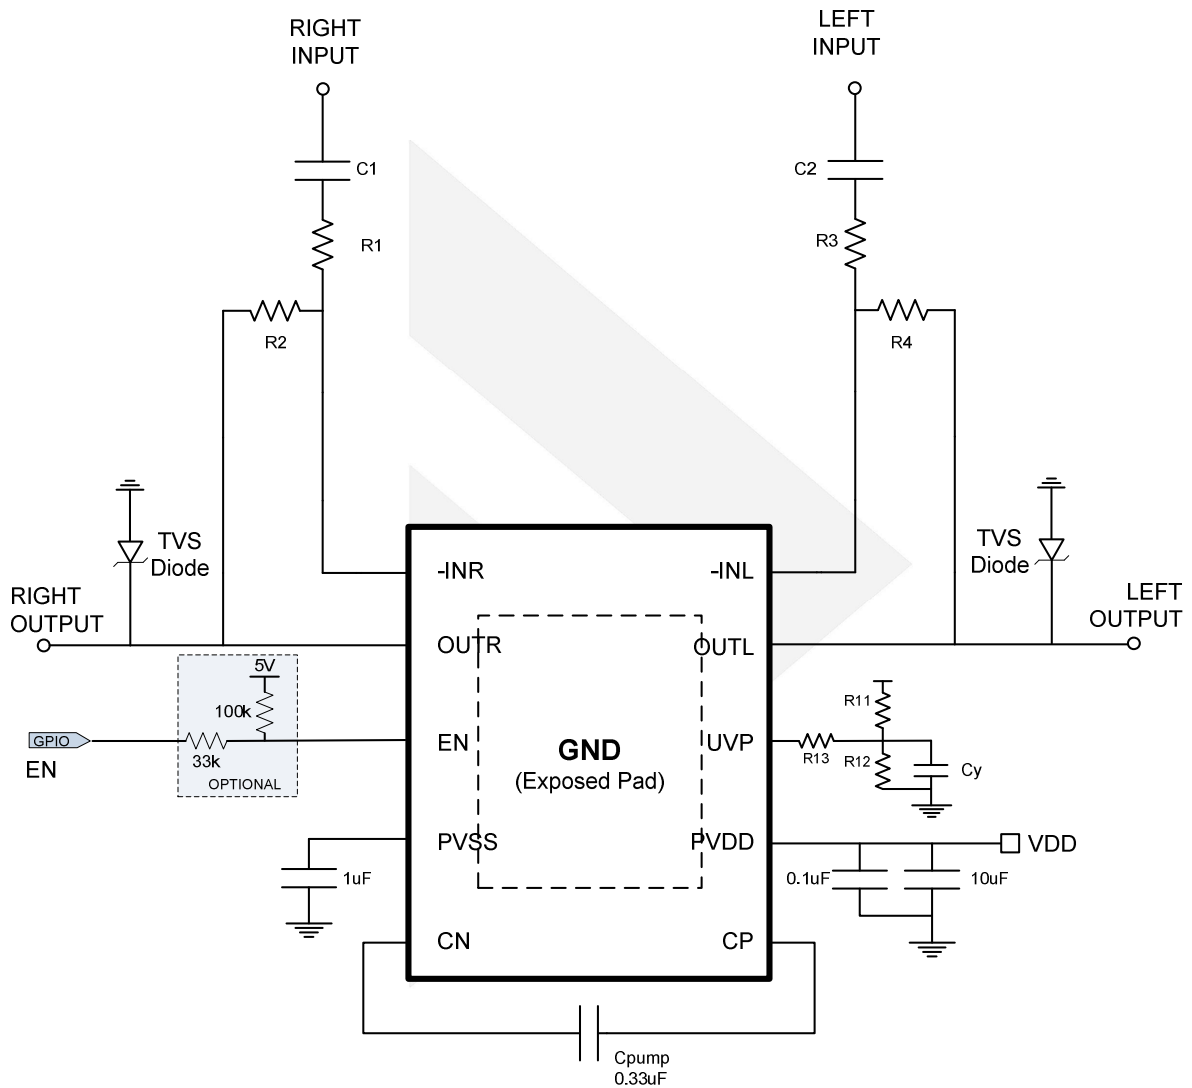 RIGHT
INPUT
LEFT
INPUT
C1
C2
R1
R3
R2
R4
TVS
Diode
TVS
Diode
RIGHT
OUTPUT
LEFT
OUTPUT
-INR
-INL
OUTR
OUTL
5V
100k
33k
OPTIONAL
GPIO
EN
EN
GND
(Exposed Pad)
UVP
R11
R13
R12
Cy
PVSS
PVDD
VDD
1uF
0.1uF
10uF
CN
CP
Cpump
0.33uF